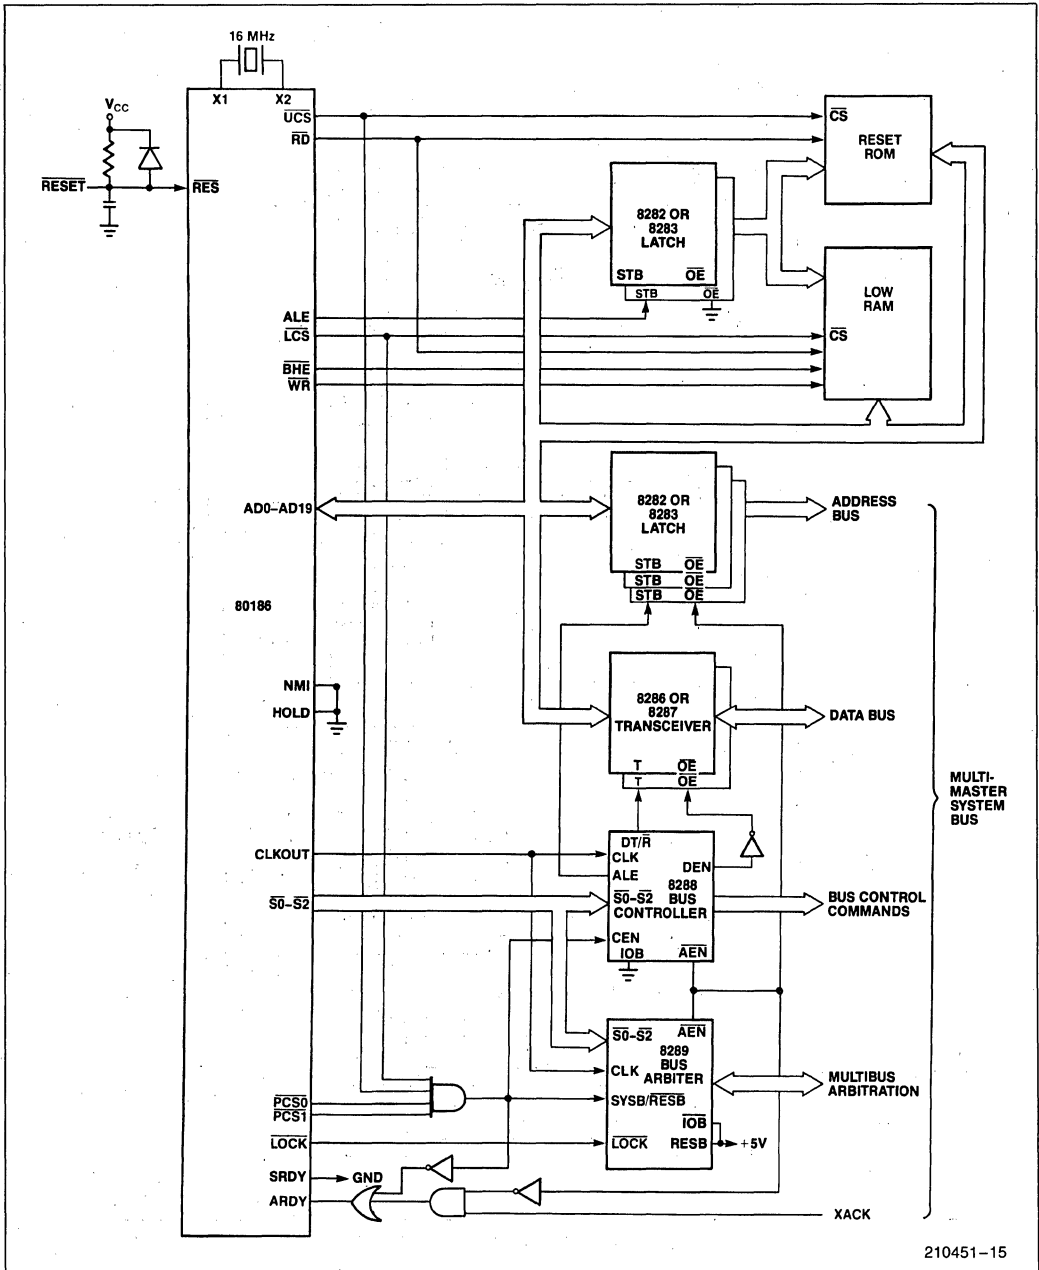 16 MHz
X1
X2
VCC
RESET
RES
UCS
RD
ALE
LCS
BHE
WR
AD0–AD19
80186
NMI
HOLD
CLKOUT
S0–S2
PCS0
PCS1
LOCK
SRDY
GND
ARDY
CS
RESET
ROM
8282 OR
8283
LATCH
STB
OE
STB
OE
LOW
RAM
CS
8282 OR
8283
LATCH
STB
OE
STB
OE
STB
OE
ADDRESS
BUS
8286 OR
8287
TRANSCEIVER
T
OE
T
OE
DATA BUS
MULTI-
MASTER
SYSTEM
BUS
DT/R
CLK
ALE
DEN
S0–S2
8288
BUS
CONTROLLER
CEN
IOB
AEN
BUS CONTROL
COMMANDS
S0–S2
AEN
8289
BUS
ARBITER
CLK
SYSB/RESB
IOB
LOCK
RESB
+5V
MULTIBUS
ARBITRATION
XACK
210451–15